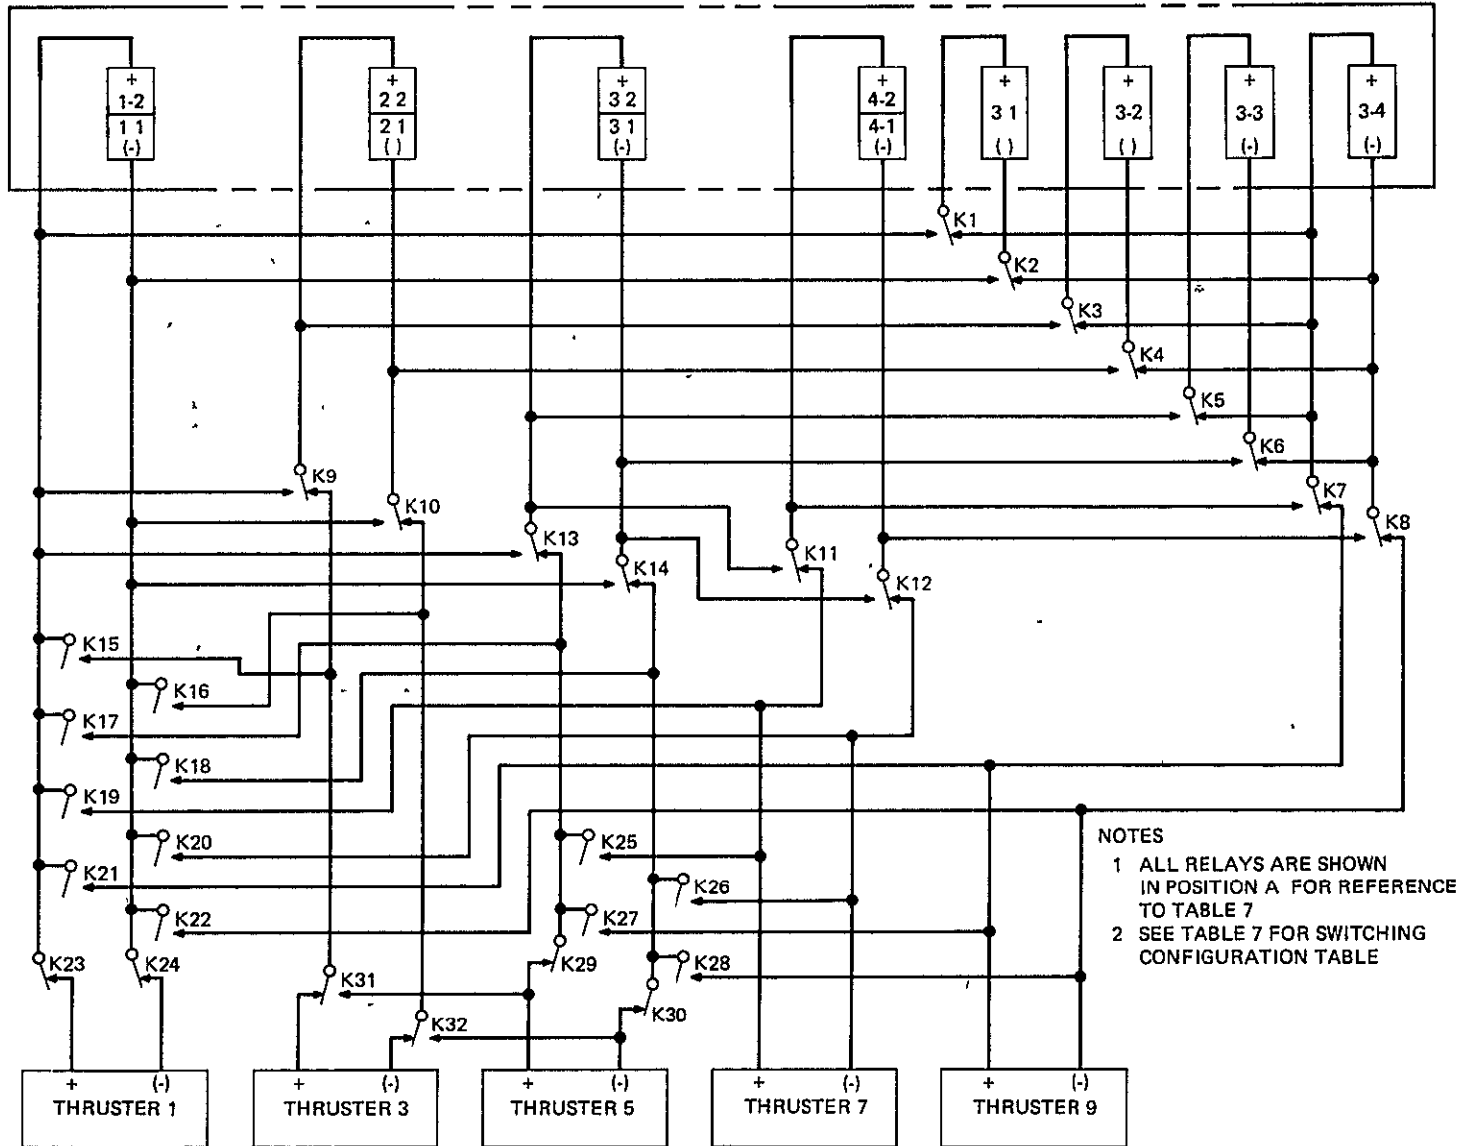 + + + + + + + +
1-2 2 2 3 2 4-2 3 1 3-2 3-3 3-4
1 1 2 1 3 1 4-1
(-) ( ) (-) (-) ( ) ( ) (-) (-)
K1
K2
K3
K4
K5
K6
K9
K7
K10
K8
K13
K11
K14
K12
K15
K16
K17
K18
K19
K20
K25
K21
K26
K22
K27
K23
K24
K29
K28
K31
K30
K32
NOTES
1 ALL RELAYS ARE SHOWN
IN POSITION A FOR REFERENCE
TO TABLE 7
2 SEE TABLE 7 FOR SWITCHING
CONFIGURATION TABLE
+ (-) + (-) + (-) + (-) + (-)
THRUSTER 1 THRUSTER 3 THRUSTER 5 THRUSTER 7 THRUSTER 9